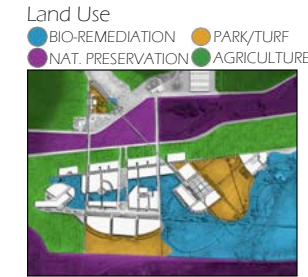 Land Use
BIO-REMEDIATION PARK/TURF
NAT. PRESERVATION AGRICULTURE